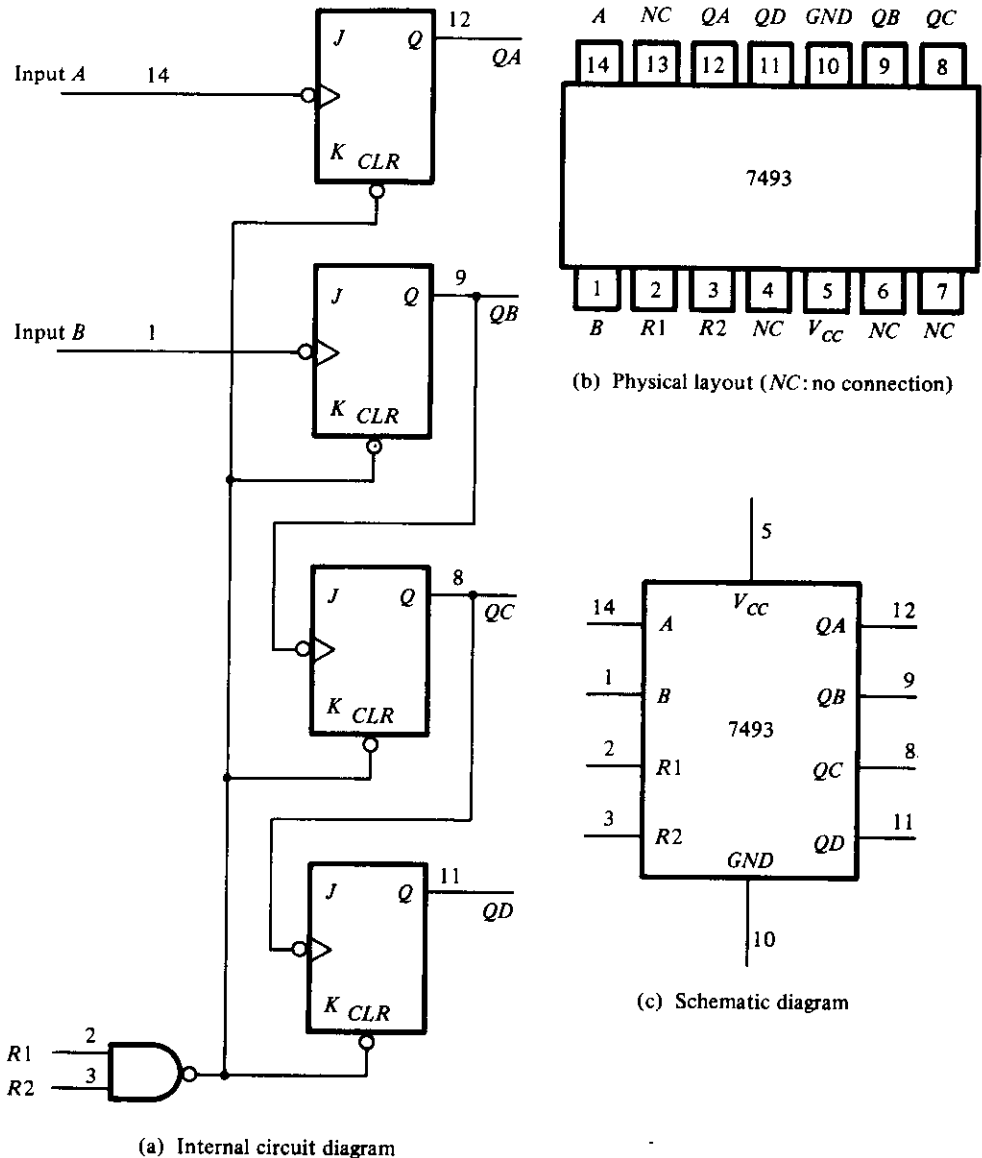 12
J Q
QA
Input A 14
K CLR
9
J Q
QB
Input B 1
K CLR
8
J Q
QC
K CLR
11
J Q
QD
K CLR
R1 2
R2 3
(a) Internal circuit diagram
A NC QA QD GND QB QC
14 13 12 11 10 9 8
7493
1 2 3 4 5 6 7
B R1 R2 NC VCC NC NC
(b) Physical layout (NC: no connection)
5
VCC
14 A QA 12
1 B QB 9
7493
2 R1 QC 8
3 R2 QD 11
GND
10
(c) Schematic diagram